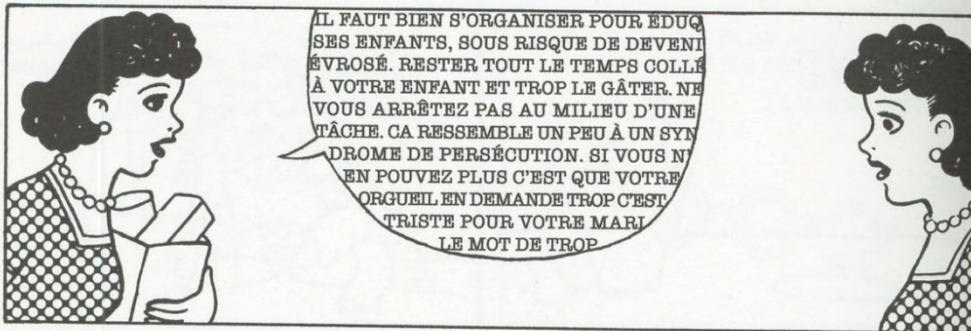 IL FAUT BIEN S'ORGANISER POUR ÉDUQ
SES ENFANTS, SOUS RISQUE DE DEVENI
ÉVROSÉ. RESTER TOUT LE TEMPS COLLÉ
À VOTRE ENFANT ET TROP LE GÂTER. NE
VOUS ARRÊTEZ PAS AU MILIEU D'UNE
TÂCHE. CA RESSEMBLE UN PEU À UN SYN
DROME DE PERSÉCUTION. SI VOUS N'
EN POUVEZ PLUS C'EST QUE VOTRE
ORGUEIL EN DEMANDE TROP C'EST
TRISTE POUR VOTRE MARI
LE MOT DE TROP